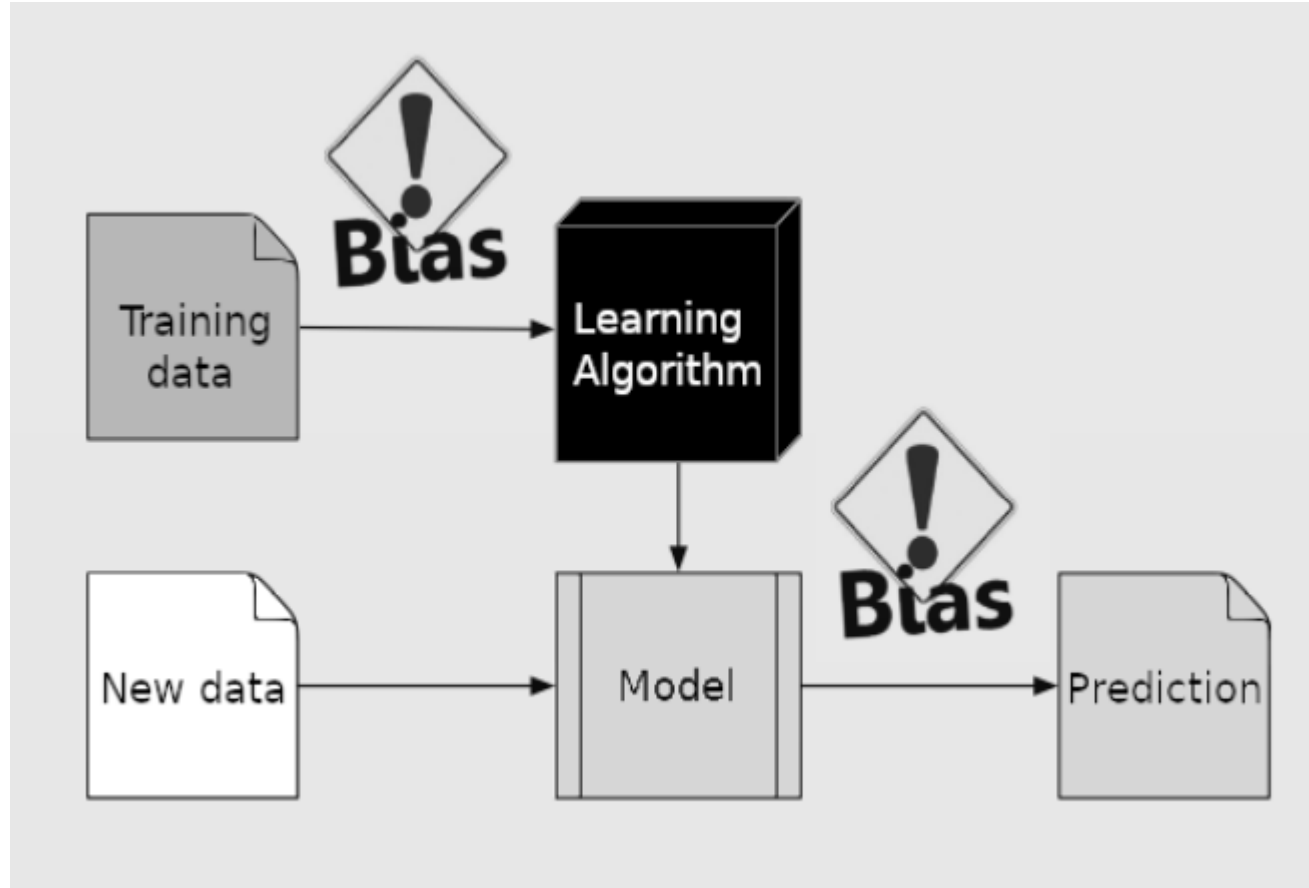 Bias
Training
data
Learning
Algorithm
Bias
New data
Model
Prediction